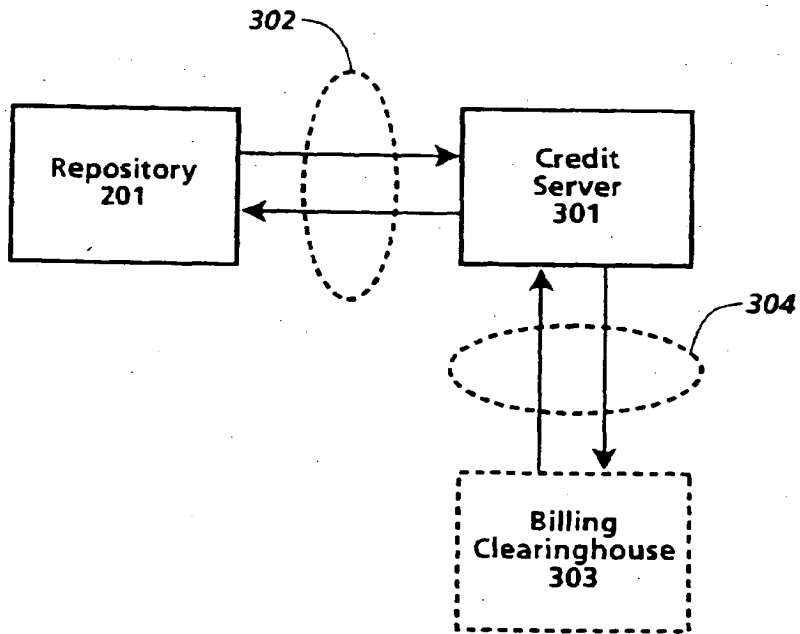 302
Repository
201
Credit
Server
301
304
Billing
Clearinghouse
303